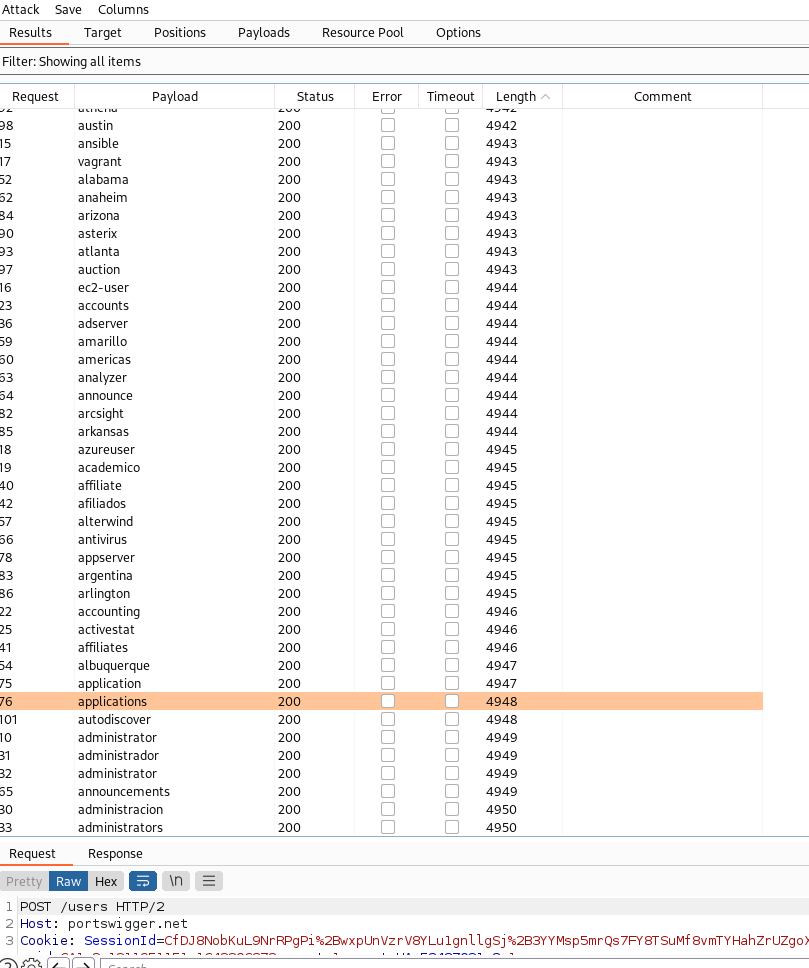 Attack Save Columns
Results Target Positions Payloads Resource Pool Options
Filter: Showing all items
Request Payload Status Error Timeout Length Comment
92 athena 200 4942
98 austin 200 4942
15 ansible 200 4943
17 vagrant 200 4943
52 alabama 200 4943
62 anaheim 200 4943
84 arizona 200 4943
90 asterix 200 4943
93 atlanta 200 4943
97 auction 200 4943
16 ec2-user 200 4944
23 accounts 200 4944
36 adserver 200 4944
59 amarillo 200 4944
60 americas 200 4944
63 analyzer 200 4944
64 announce 200 4944
82 arcsight 200 4944
85 arkansas 200 4944
18 azureuser 200 4945
19 academico 200 4945
40 affiliate 200 4945
42 afiliados 200 4945
57 alterwind 200 4945
66 antivirus 200 4945
78 appserver 200 4945
83 argentina 200 4945
86 arlington 200 4945
22 accounting 200 4946
25 activestat 200 4946
41 affiliates 200 4946
54 albuquerque 200 4947
75 application 200 4947
76 applications 200 4948
101 autodiscover 200 4948
10 administrator 200 4949
31 administrador 200 4949
32 administrator 200 4949
65 announcements 200 4949
30 administracion 200 4950
33 administrators 200 4950
Request Response
Pretty Raw Hex \n
1 POST /users HTTP/2
2 Host: portswigger.net
3 Cookie: SessionId=
Search...